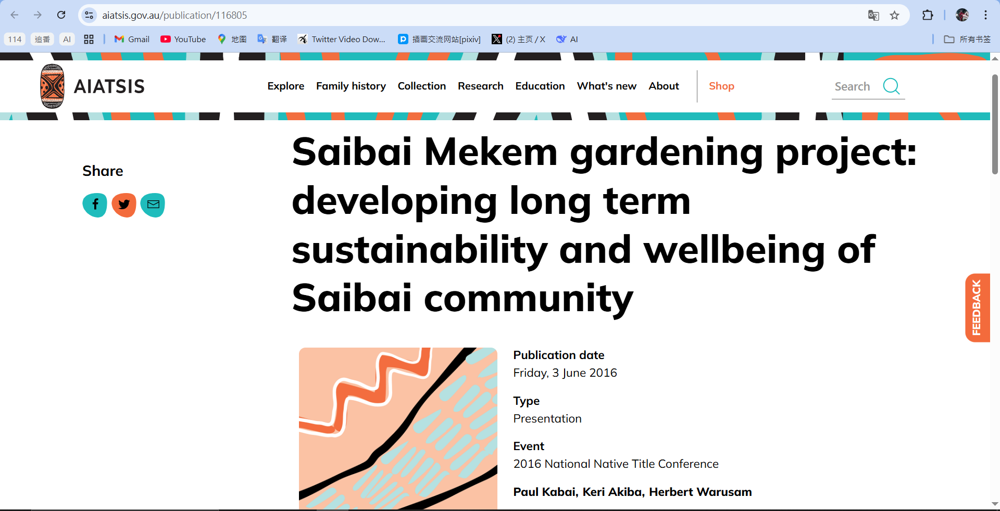 aiatsis.gov.au/publication/116805
114 追番 AI Gmail YouTube 地图 翻译 Twitter Video Dow... 插画交流网站[pixiv] (2) 主页 / X AI 所有书签
AIATSIS Explore Family history Collection Research Education What's new About Shop Search
Saibai Mekem gardening project:
developing long term
sustainability and wellbeing of
Saibai community
Share
FEEDBACK
Publication date
Friday, 3 June 2016
Type
Presentation
Event
2016 National Native Title Conference
Paul Kabai, Keri Akiba, Herbert Warusam